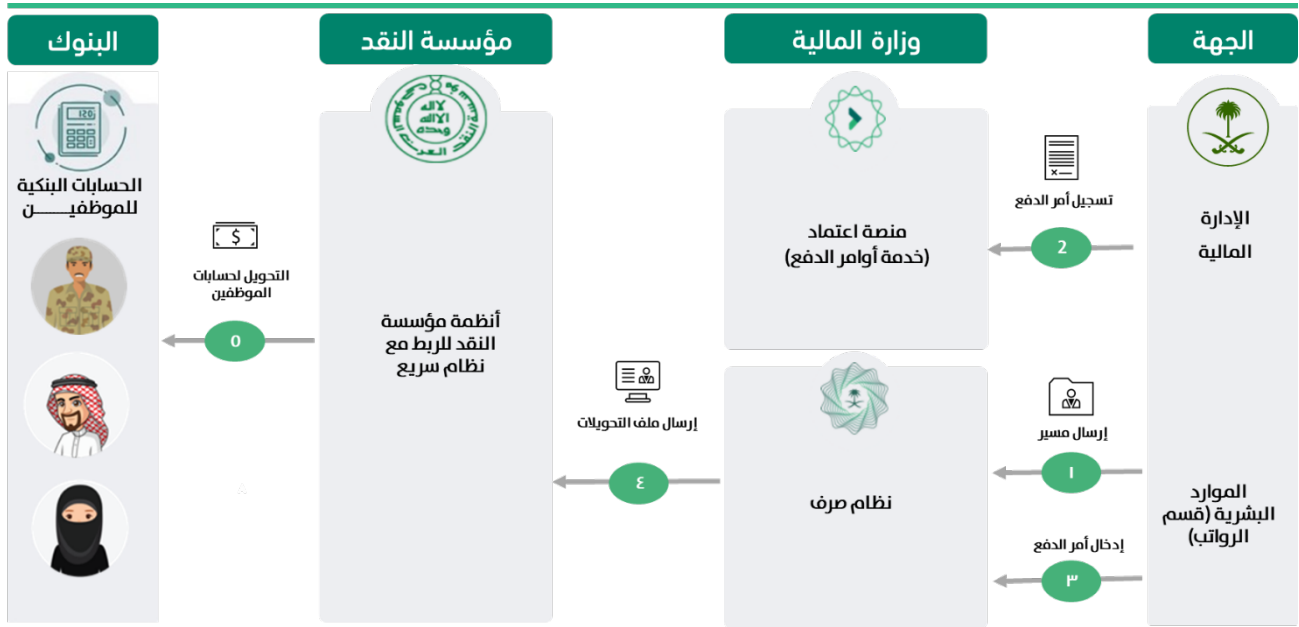 الجهة
وزارة المالية
مؤسسة النقد
البنوك
الإدارة
المالية
الموارد
البشرية (قسم
الرواتب)
تسجيل أمر الدفع
2
إرسال مسير
١
إدخال أمر الدفع
٣
منصة اعتماد
(خدمة أوامر الدفع)
نظام صرف
إرسال ملف التحويلات
٤
أنظمة مؤسسة
النقد للربط مع
نظام سريع
$
التحويل لحسابات
الموظفين
٥
الحسابات البنكية
للموظفيـــــــن